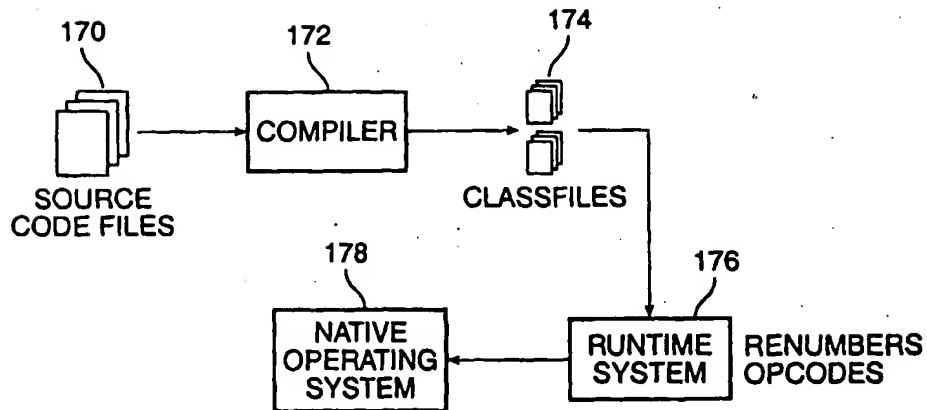 170
172
174
COMPILER
SOURCE
CODE FILES
CLASSFILES
178
176
NATIVE
OPERATING
SYSTEM
RUNTIME
SYSTEM
RENUMBERS
OPCODES